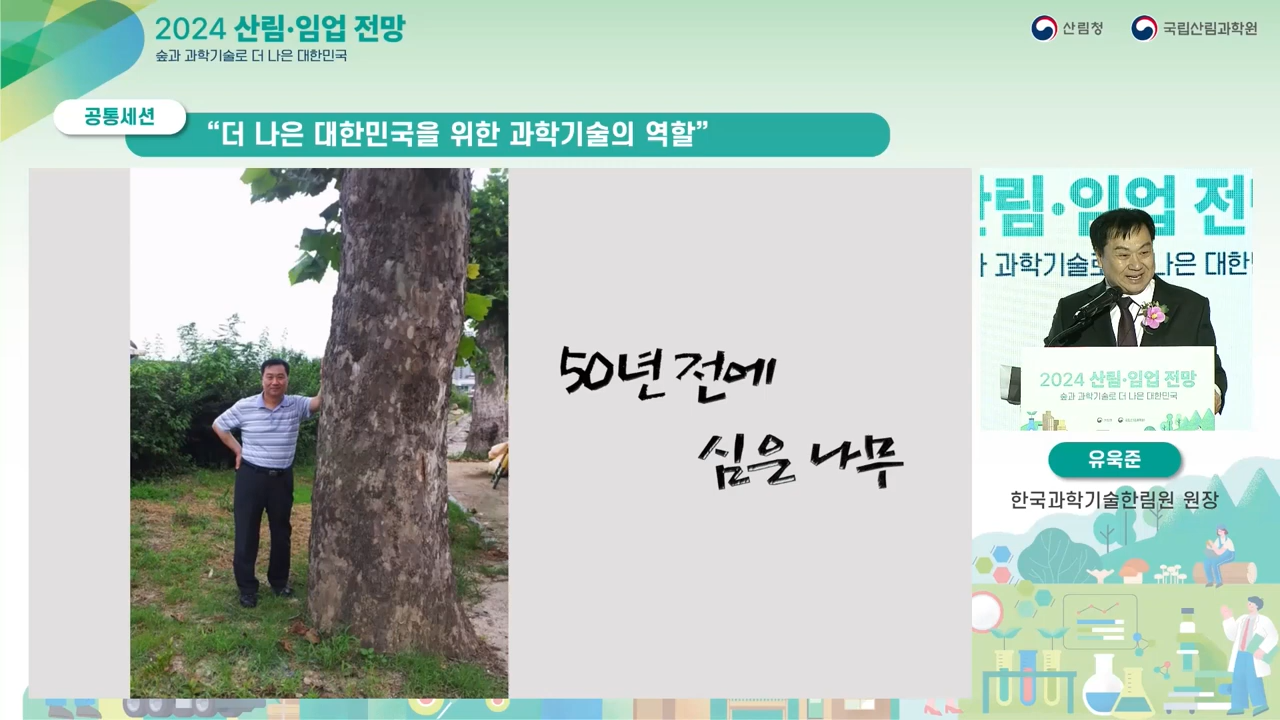 2024 산림·임업 전망
숲과 과학기술로 더 나은 대한민국
산림청
국립산림과학원
공통세션
“더 나은 대한민국을 위한 과학기술의 역할”
50년 전에
심은 나무
산림·임업 전
과학기술로 나은 대한
2024 산림·임업 전망
숲과 과학기술로 더 나은 대한민국
유욱준
한국과학기술한림원 원장